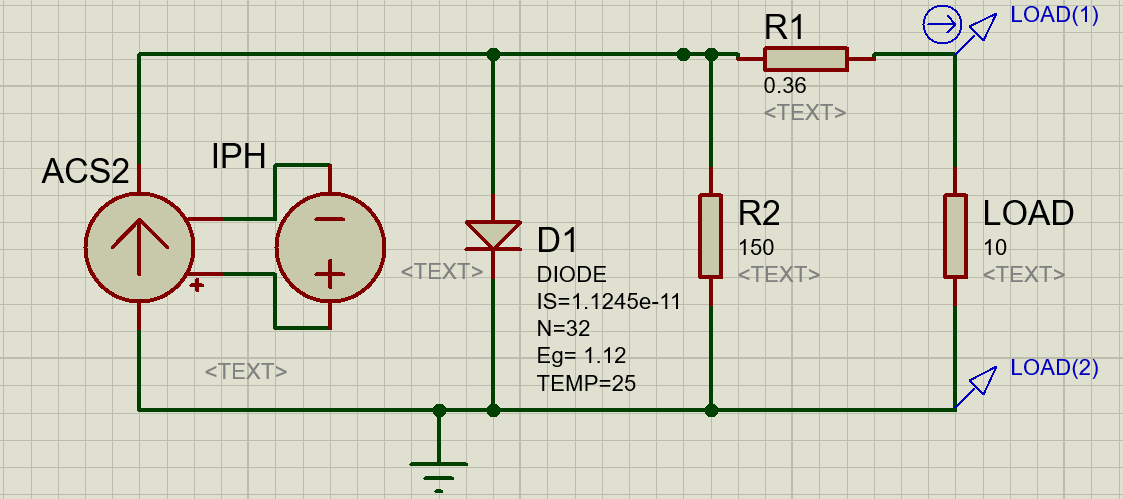 LOAD(1)
R1
0.36
<TEXT>
ACS2
IPH
+
<TEXT>
<TEXT>
D1
DIODE
IS=1.1245e-11
N=32
Eg= 1.12
TEMP=25
R2
150
<TEXT>
LOAD
10
<TEXT>
LOAD(2)